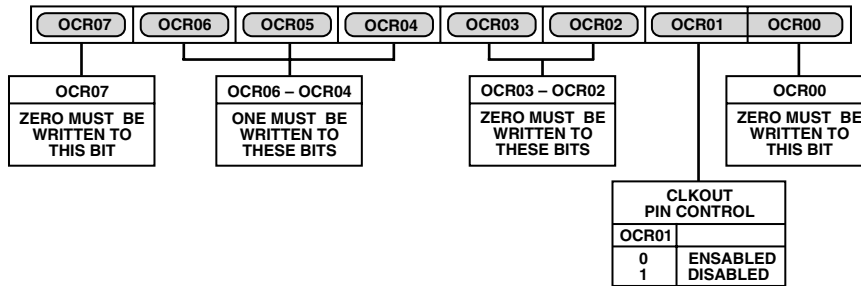 OCR07 OCR06 OCR05 OCR04 OCR03 OCR02 OCR01 OCR00
OCR07
ZERO MUST BE
WRITTEN TO
THIS BIT
OCR06 – OCR04
ONE MUST BE
WRITTEN TO
THESE BITS
OCR03 – OCR02
ZERO MUST BE
WRITTEN TO
THESE BITS
OCR00
ZERO MUST BE
WRITTEN TO
THIS BIT
CLKOUT
PIN CONTROL
OCR01
0 ENSABLED
1 DISABLED